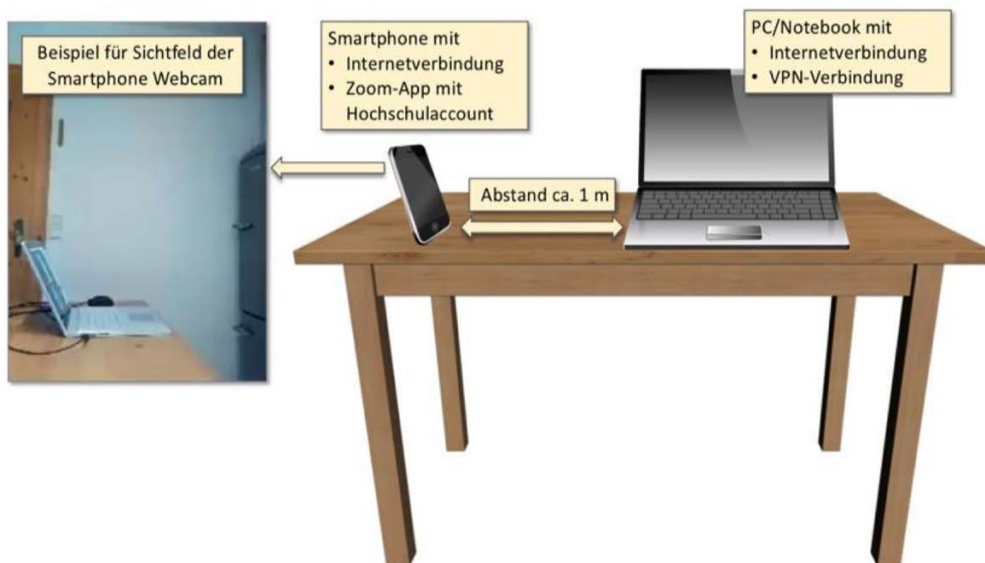 Beispiel für Sichtfeld der
Smartphone Webcam
Smartphone mit
• Internetverbindung
• Zoom-App mit
Hochschulaccount
PC/Notebook mit
• Internetverbindung
• VPN-Verbindung
Abstand ca. 1 m